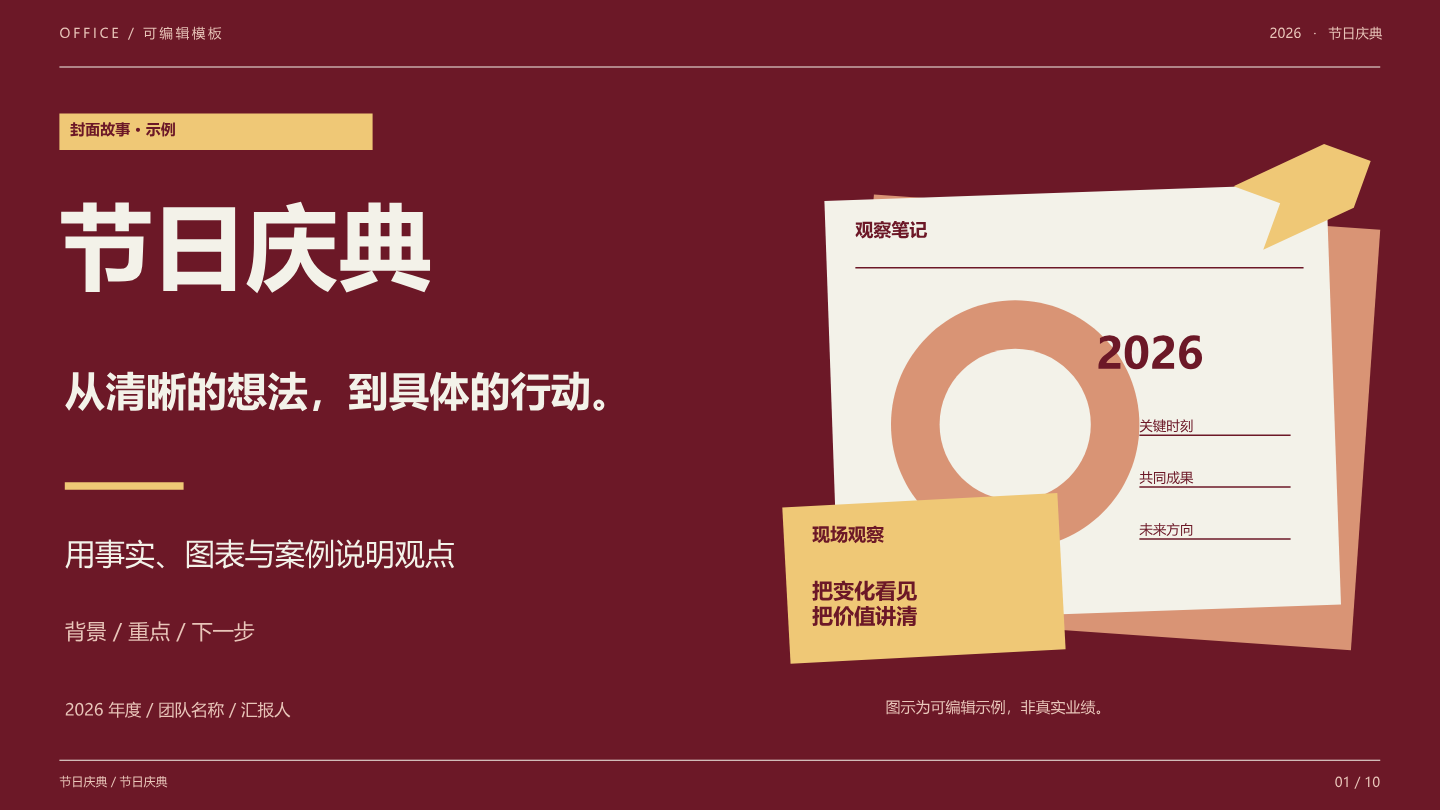 OFFICE / 可编辑模板
2026 · 节日庆典
封面故事·示例
节日庆典
从清晰的想法，到具体的行动。
用事实、图表与案例说明观点
背景 / 重点 / 下一步
2026 年度 / 团队名称 / 汇报人
观察笔记
2026
关键时刻
共同成果
未来方向
现场观察
把变化看见
把价值讲清
图示为可编辑示例，非真实业绩。
节日庆典 / 节日庆典
01 / 10